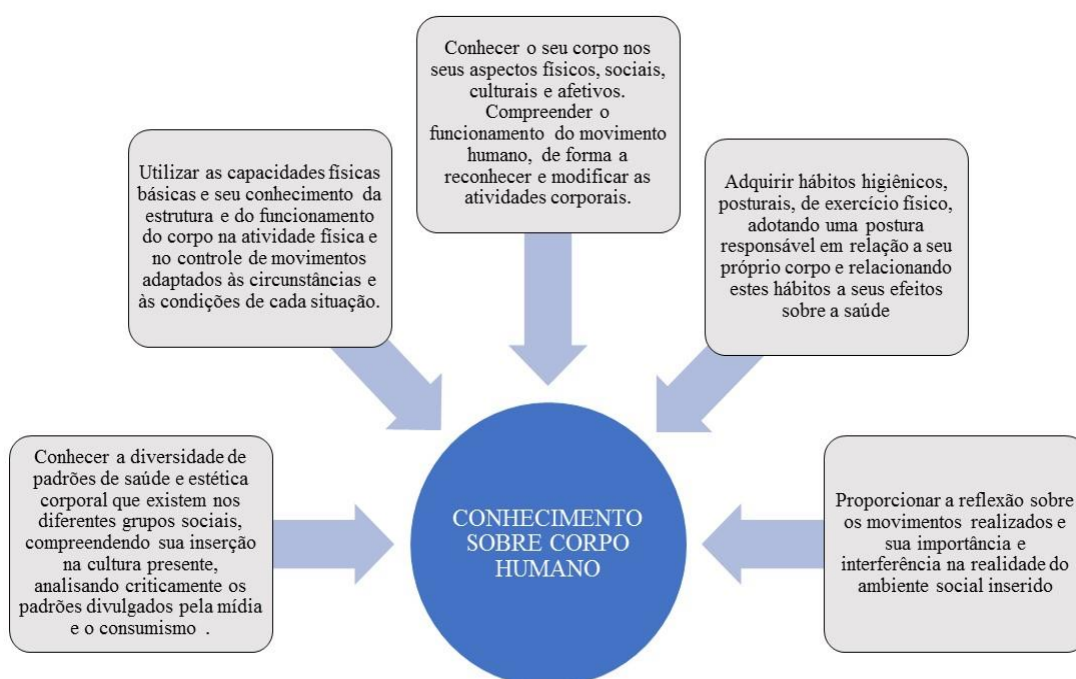 Conhecer o seu corpo nos
seus aspectos físicos, sociais,
culturais e afetivos.
Compreender o
funcionamento do movimento
humano, de forma a
reconhecer e modificar as
atividades corporais.
Utilizar as capacidades físicas
básicas e seu conhecimento da
estrutura e do funcionamento
do corpo na atividade física e
no controle de movimentos
adaptados às circunstâncias e
às condições de cada situação.
Adquirir hábitos higiênicos,
posturais, de exercício físico,
adotando uma postura
responsável em relação a seu
próprio corpo e relacionando
estes hábitos a seus efeitos
sobre a saúde
Conhecer a diversidade de
padrões de saúde e estética
corporal que existem nos
diferentes grupos sociais,
compreendendo sua inserção
na cultura presente,
analisando criticamente os
padrões divulgados pela mídia
e o consumismo .
CONHECIMENTO
SOBRE CORPO
HUMANO
Proporcionar a reflexão sobre
os movimentos realizados e
sua importância e
interferência na realidade do
ambiente social inserido